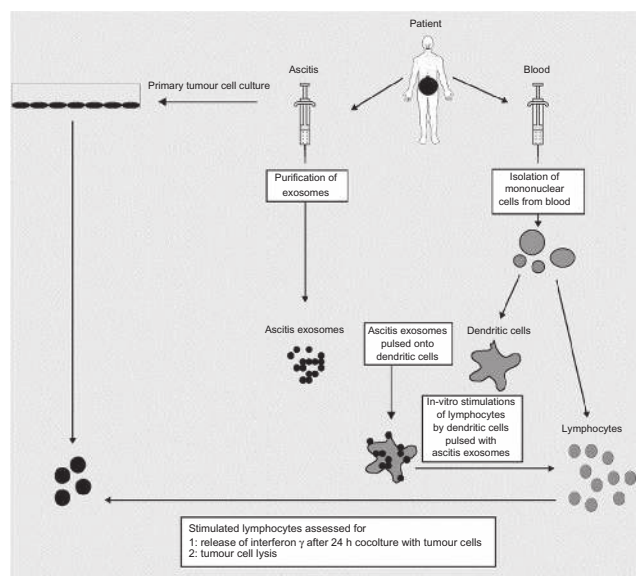 Patient
Ascitis
Blood
Primary tumour cell culture
Purification of
exosomes
Isolation of
mononuclear
cells from blood
Ascitis exosomes
Ascitis exosomes
pulsed onto
dendritic cells
Dendritic cells
In-vitro stimulations
of lymphocytes
by dendritic cells
pulsed with
ascitis exosomes
Lymphocytes
Stimulated lymphocytes assessed for
1: release of interferon γ after 24 h coculture with tumour cells
2: tumour cell lysis